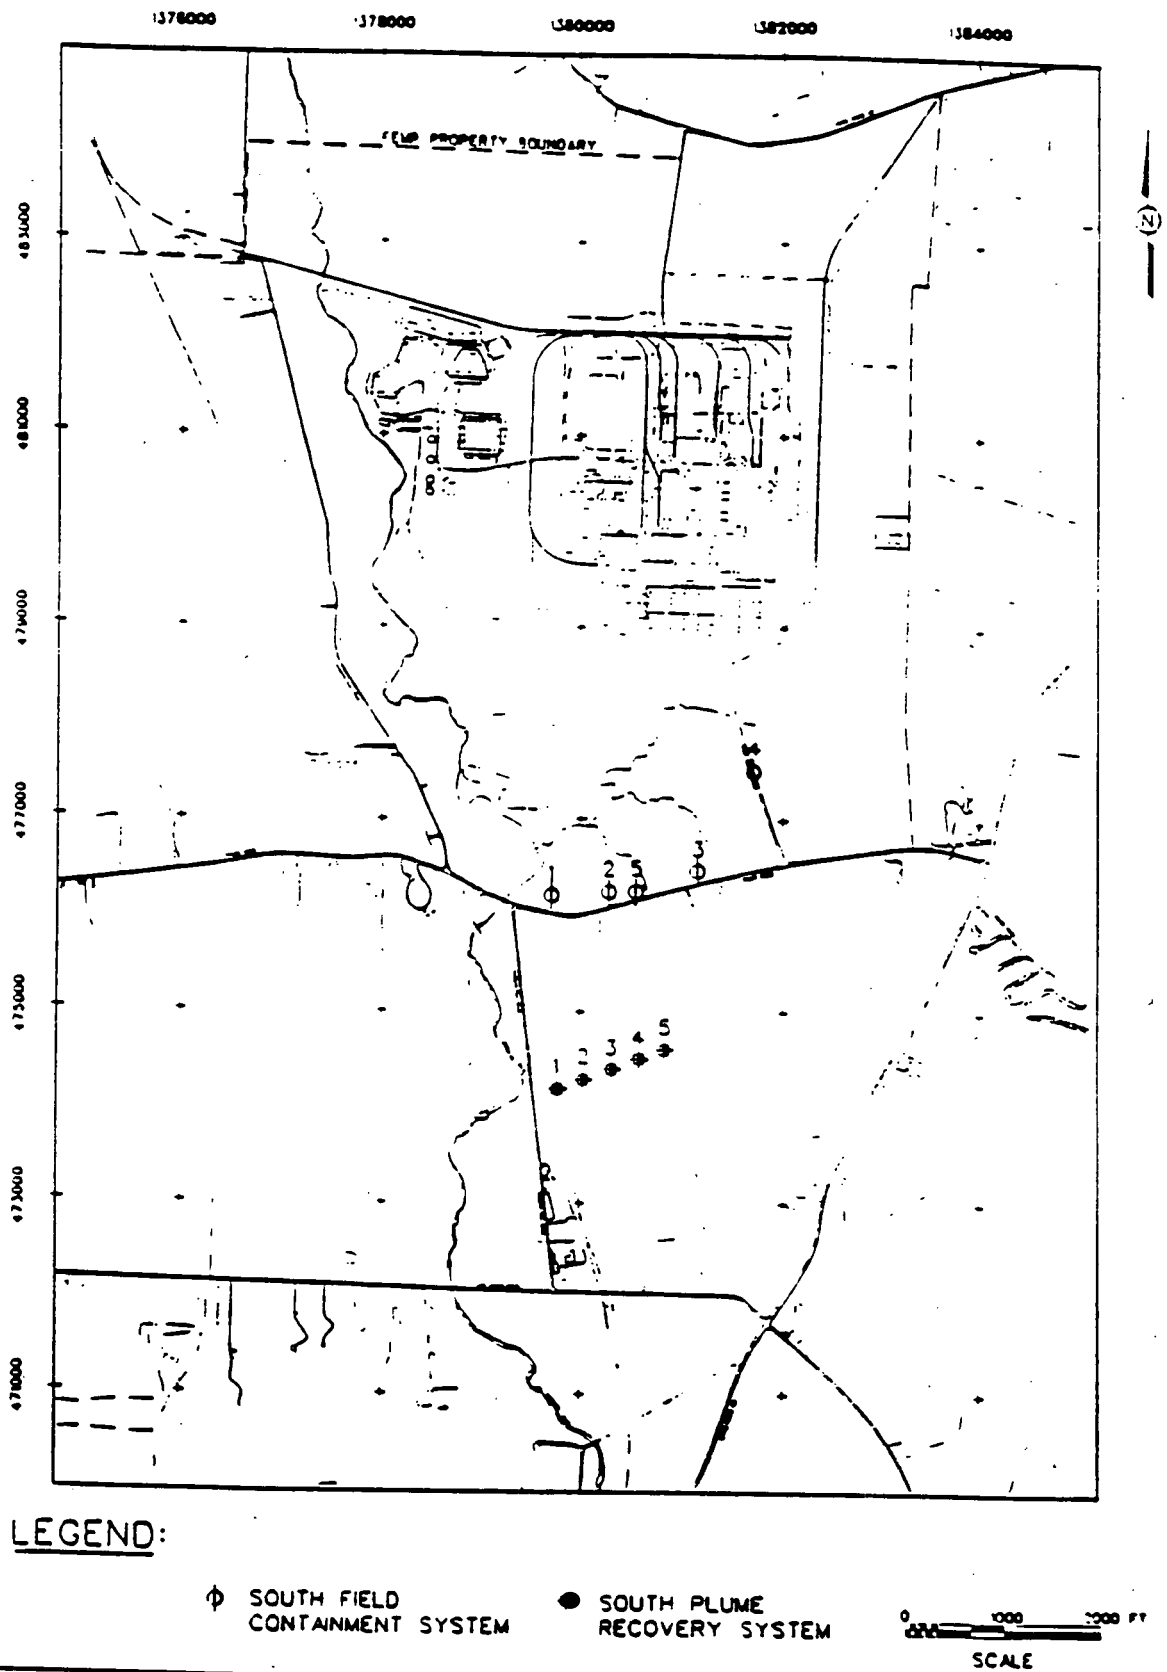 1376000 1378000 1380000 1382000 1384000
FEMP PROPERTY BOUNDARY
483000
N
481000
479000
4
477000
3
1 2 5
475000
1 2 3 4 5
473000
471000
LEGEND:
SOUTH FIELD
CONTAINMENT SYSTEM
SOUTH PLUME
RECOVERY SYSTEM
0 1000 2000 FT
SCALE